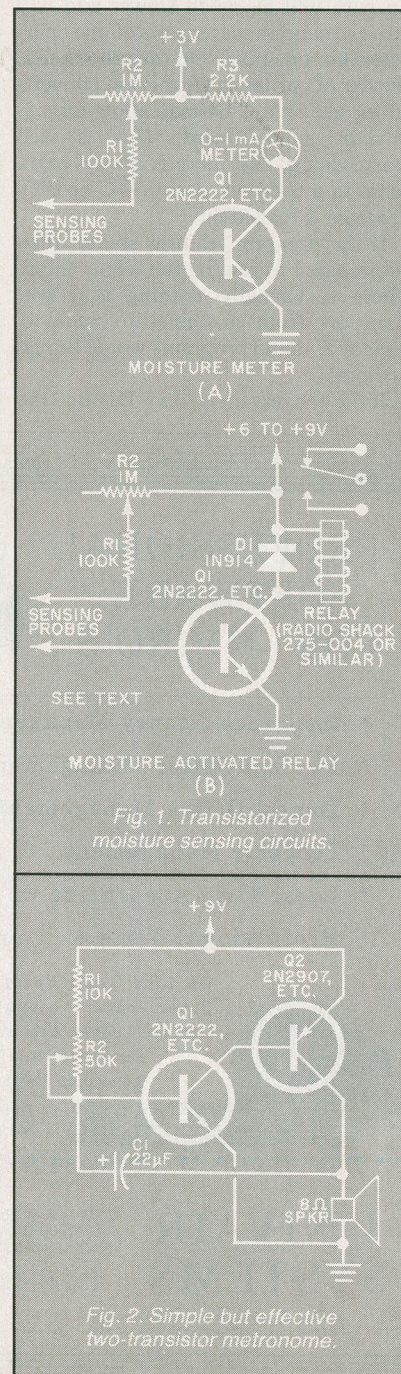 +3V
R2
1M
R3
2.2K
R1
100K
0-1mA
METER
Q1
2N2222, ETC.
SENSING
PROBES
MOISTURE METER
(A)
+6 TO +9V
R2
1M
R1
100K
D1
1N914
Q1
2N2222, ETC.
SENSING
PROBES
RELAY
(RADIO SHACK
275-004 OR
SIMILAR)
SEE TEXT
MOISTURE ACTIVATED RELAY
(B)
Fig. 1. Transistorized
moisture sensing circuits.
+9V
R1
10K
Q2
2N2907,
ETC.
Q1
2N2222,
ETC.
R2
50K
+
C1
22µF
8Ω
SPKR
Fig. 2. Simple but effective
two-transistor metronome.